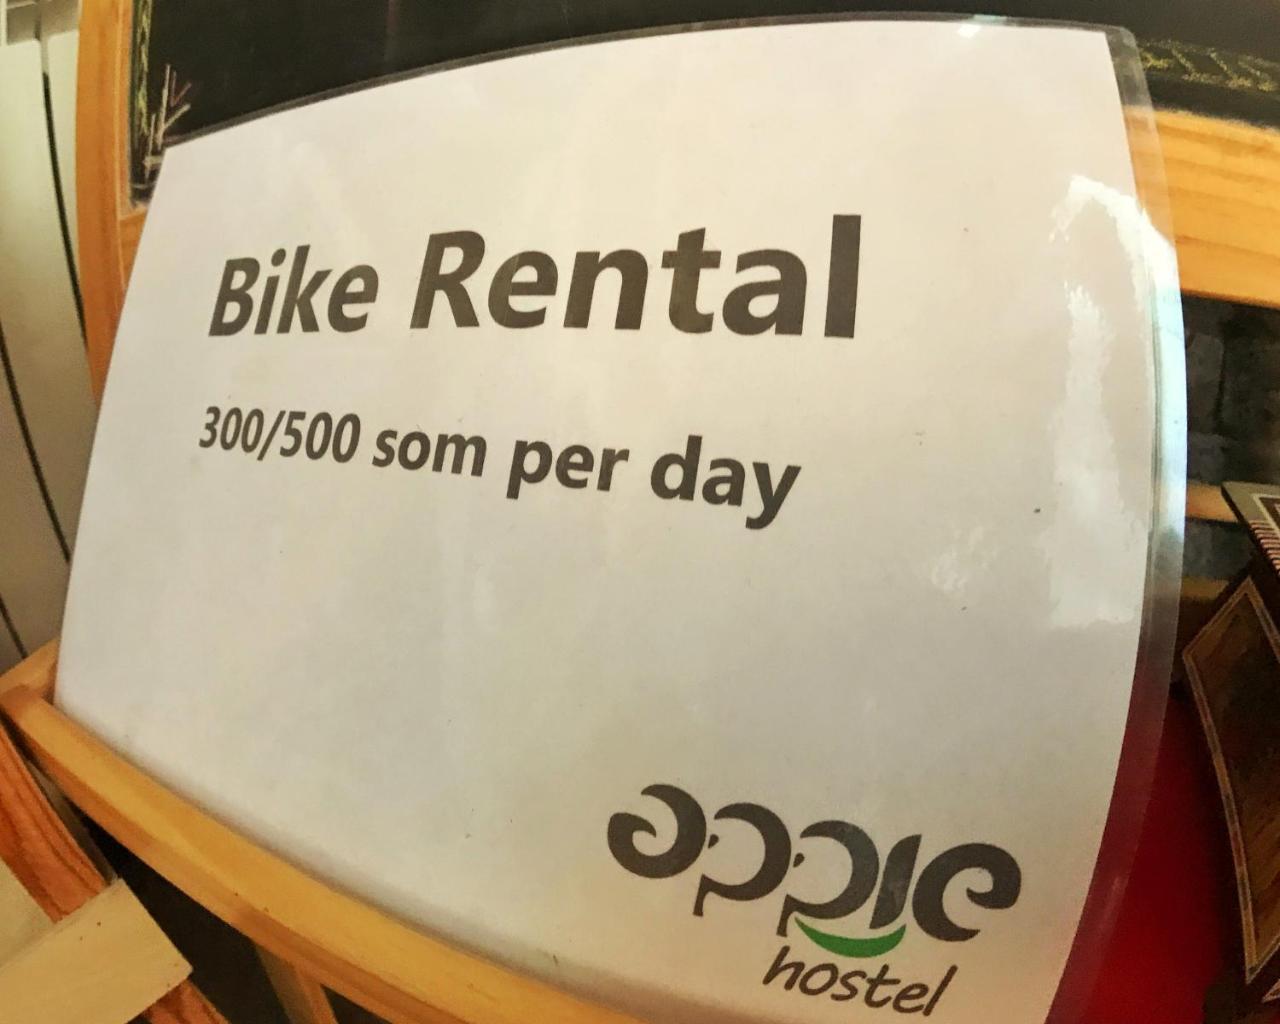 Bike Rental
300/500 som per day
apple
hostel